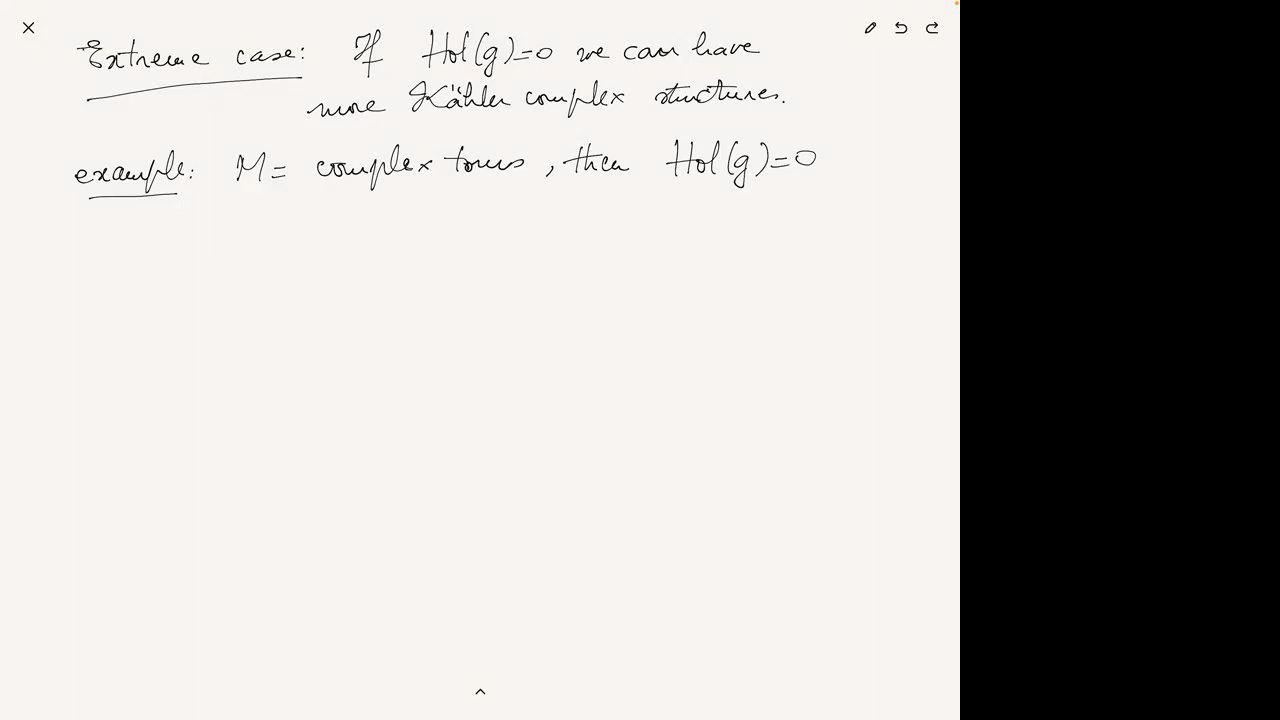 Extreme case: If Hol(g)=0 we can have
more Kähler complex structures.
example: M= complex torus, then Hol(g)=0